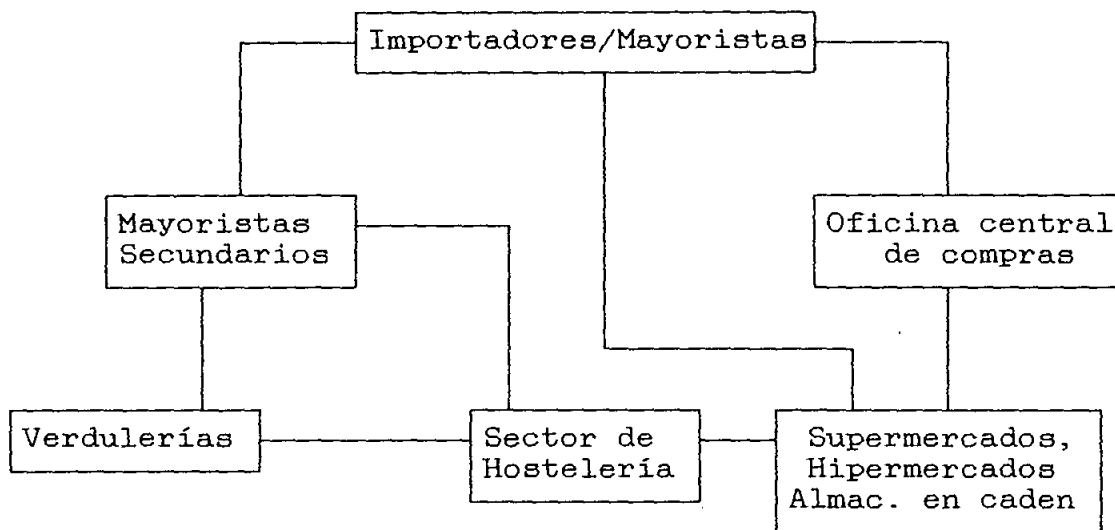 Importadores/Mayoristas
Mayoristas
Secundarios
Oficina central
de compras
Verdulerías
Sector de
Hostelería
Supermercados,
Hipermercados
Almac. en caden